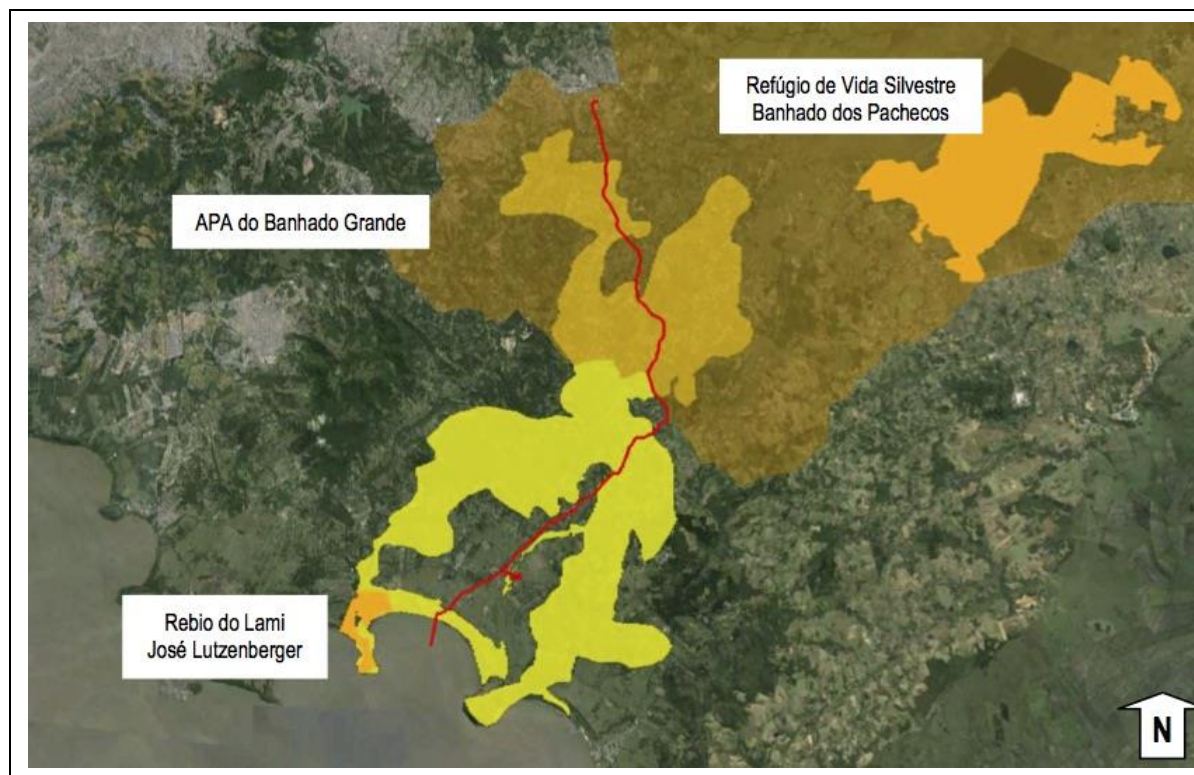 Refúgio de Vida Silvestre
Banhado dos Pachecos
APA do Banhado Grande
Rebio do Lami
José Lutzenberger
N